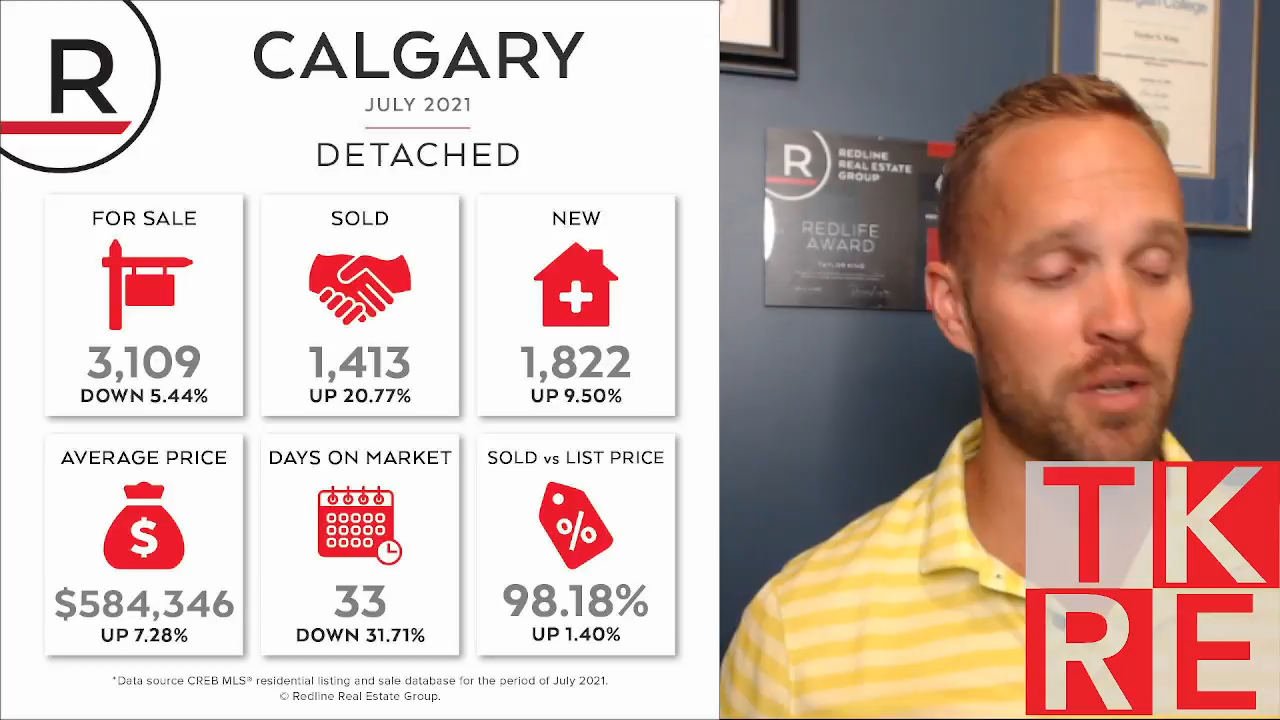 R
CALGARY
JULY 2021
DETACHED
FOR SALE
3,109
DOWN 5.44%
SOLD
1,413
UP 20.77%
NEW
1,822
UP 9.50%
AVERAGE PRICE
$
$584,346
UP 7.28%
DAYS ON MARKET
33
DOWN 31.71%
SOLD vs LIST PRICE
%
98.18%
UP 1.40%
*Data source CREB MLS® residential listing and sale database for the period of July 2021.
© Redline Real Estate Group.
R
REDLINE
REAL ESTATE
GROUP
REDLIFE
AWARD
TAYLOR KING
College
TK
RE